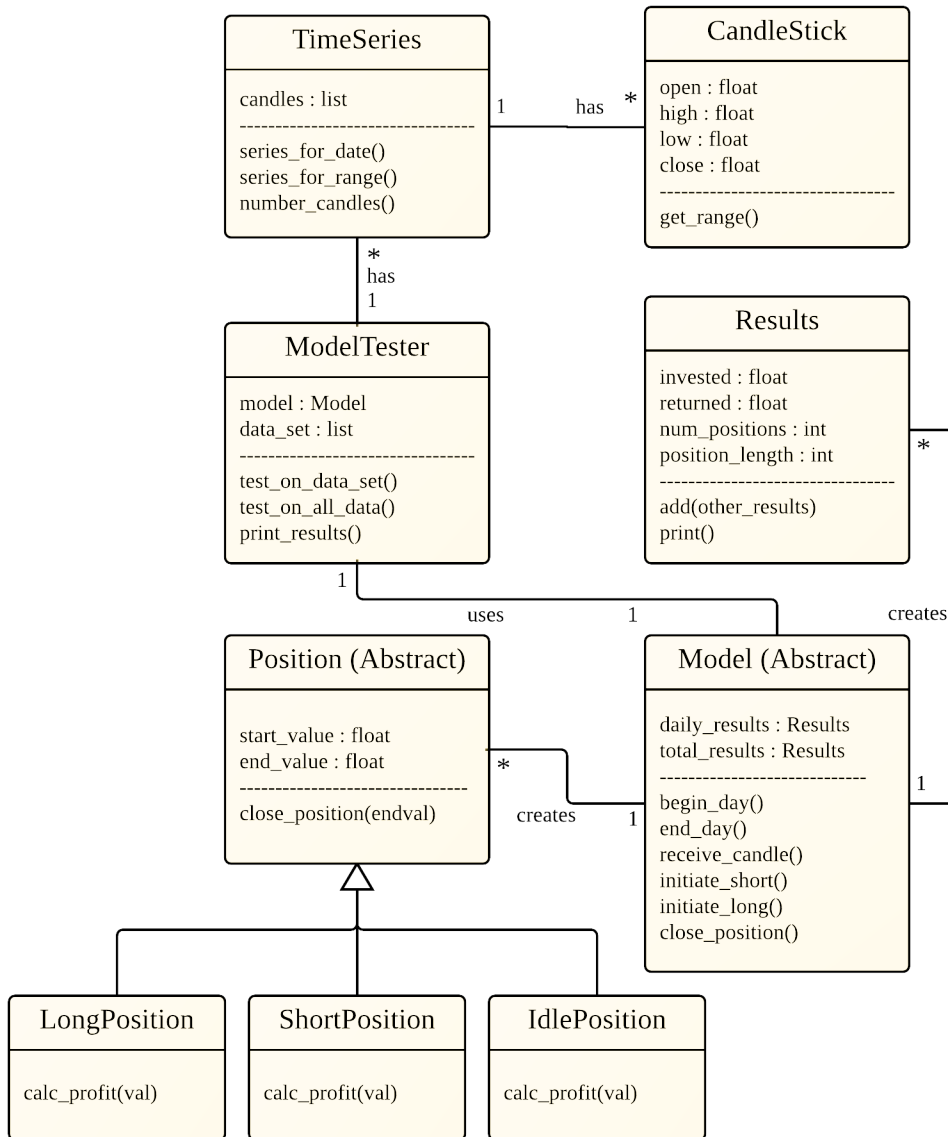 TimeSeries
candles : list
---------------------------------
series_for_date()
series_for_range()
number_candles()
1
has
*
CandleStick
open : float
high : float
low : float
close : float
---------------------------------
get_range()
*
has
1
ModelTester
model : Model
data_set : list
---------------------------------
test_on_data_set()
test_on_all_data()
print_results()
Results
invested : float
returned : float
num_positions : int
position_length : int
---------------------------------
add(other_results)
print()
*
1
uses
1
creates
Position (Abstract)
start_value : float
end_value : float
--------------------------------
close_position(endval)
*
creates
1
Model (Abstract)
daily_results : Results
total_results : Results
-----------------------------
begin_day()
end_day()
receive_candle()
initiate_short()
initiate_long()
close_position()
1
LongPosition
calc_profit(val)
ShortPosition
calc_profit(val)
IdlePosition
calc_profit(val)